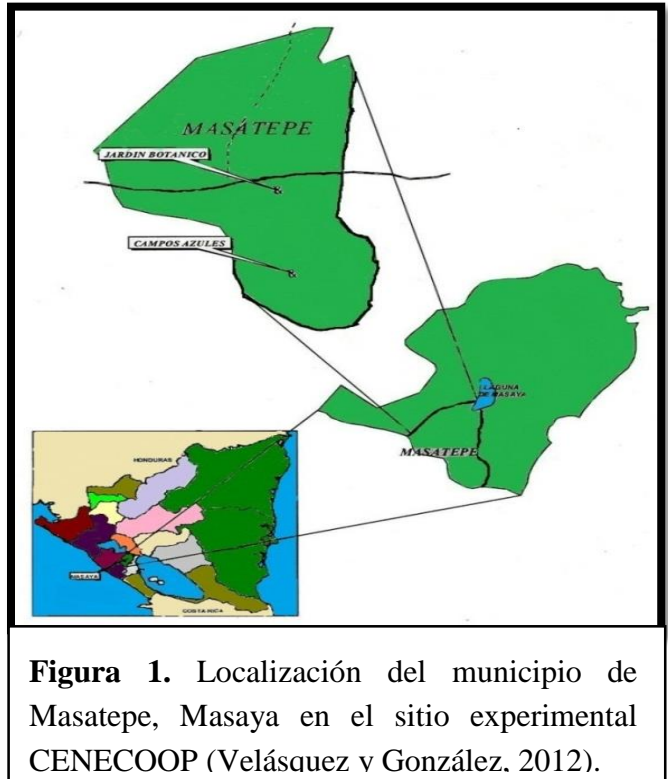 MASATEPE
JARDIN BOTANICO
CAMPOS AZULES
LAGUNA
DE MASAYA
MASATEPE
HONDURAS
MASAYA
COSTA RICA
Figura 1. Localización del municipio de
Masatepe, Masaya en el sitio experimental
CENECOOP (Velásquez y González, 2012).